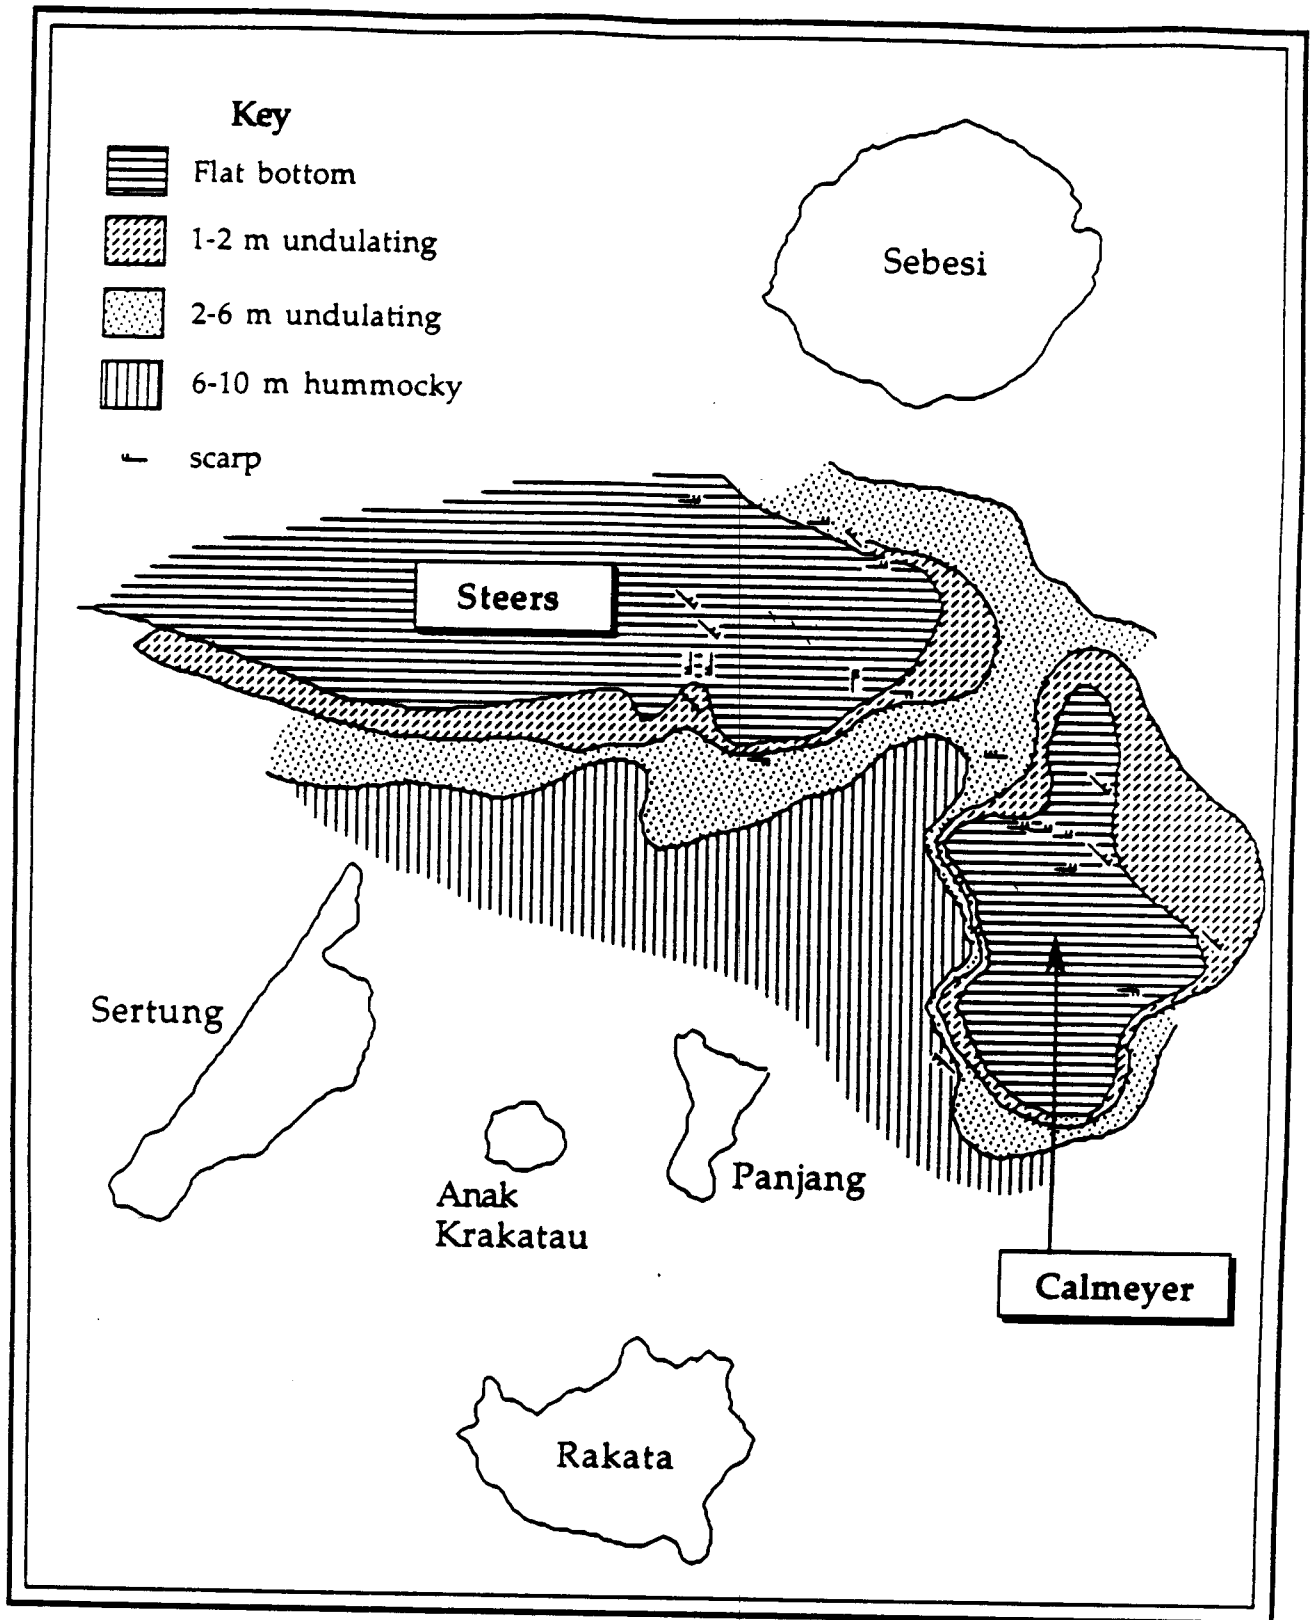 Key
Flat bottom
1-2 m undulating
2-6 m undulating
6-10 m hummocky
scarp
Sebesi
Steers
Sertung
Anak
Krakatau
Panjang
Calmeyer
Rakata